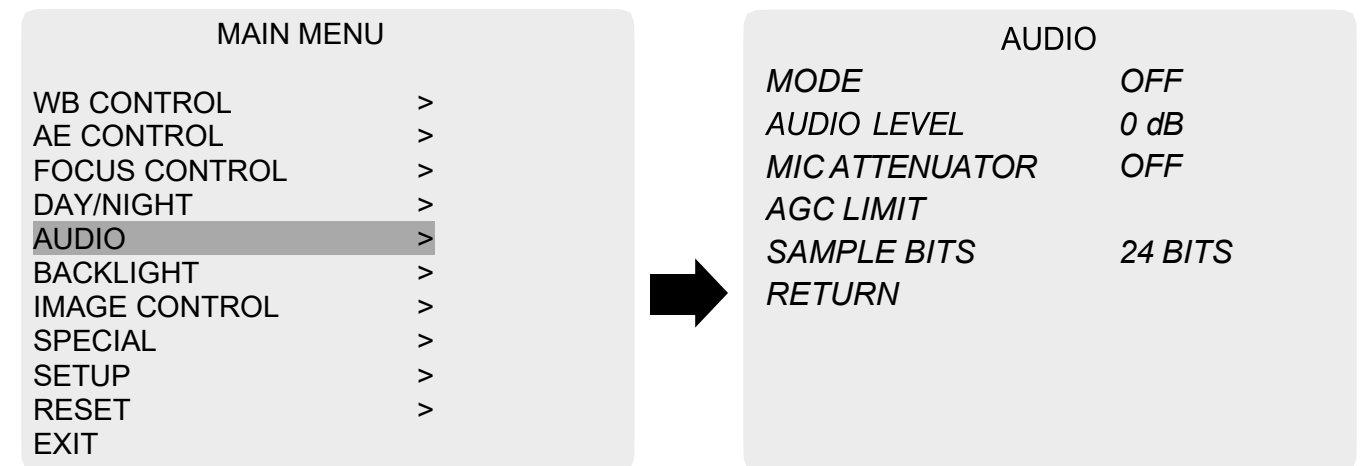 MAIN MENU
WB CONTROL >
AE CONTROL >
FOCUS CONTROL >
DAY/NIGHT >
AUDIO >
BACKLIGHT >
IMAGE CONTROL >
SPECIAL >
SETUP >
RESET >
EXIT
AUDIO
MODE OFF
AUDIO LEVEL 0 dB
MIC ATTENUATOR OFF
AGC LIMIT
SAMPLE BITS 24 BITS
RETURN